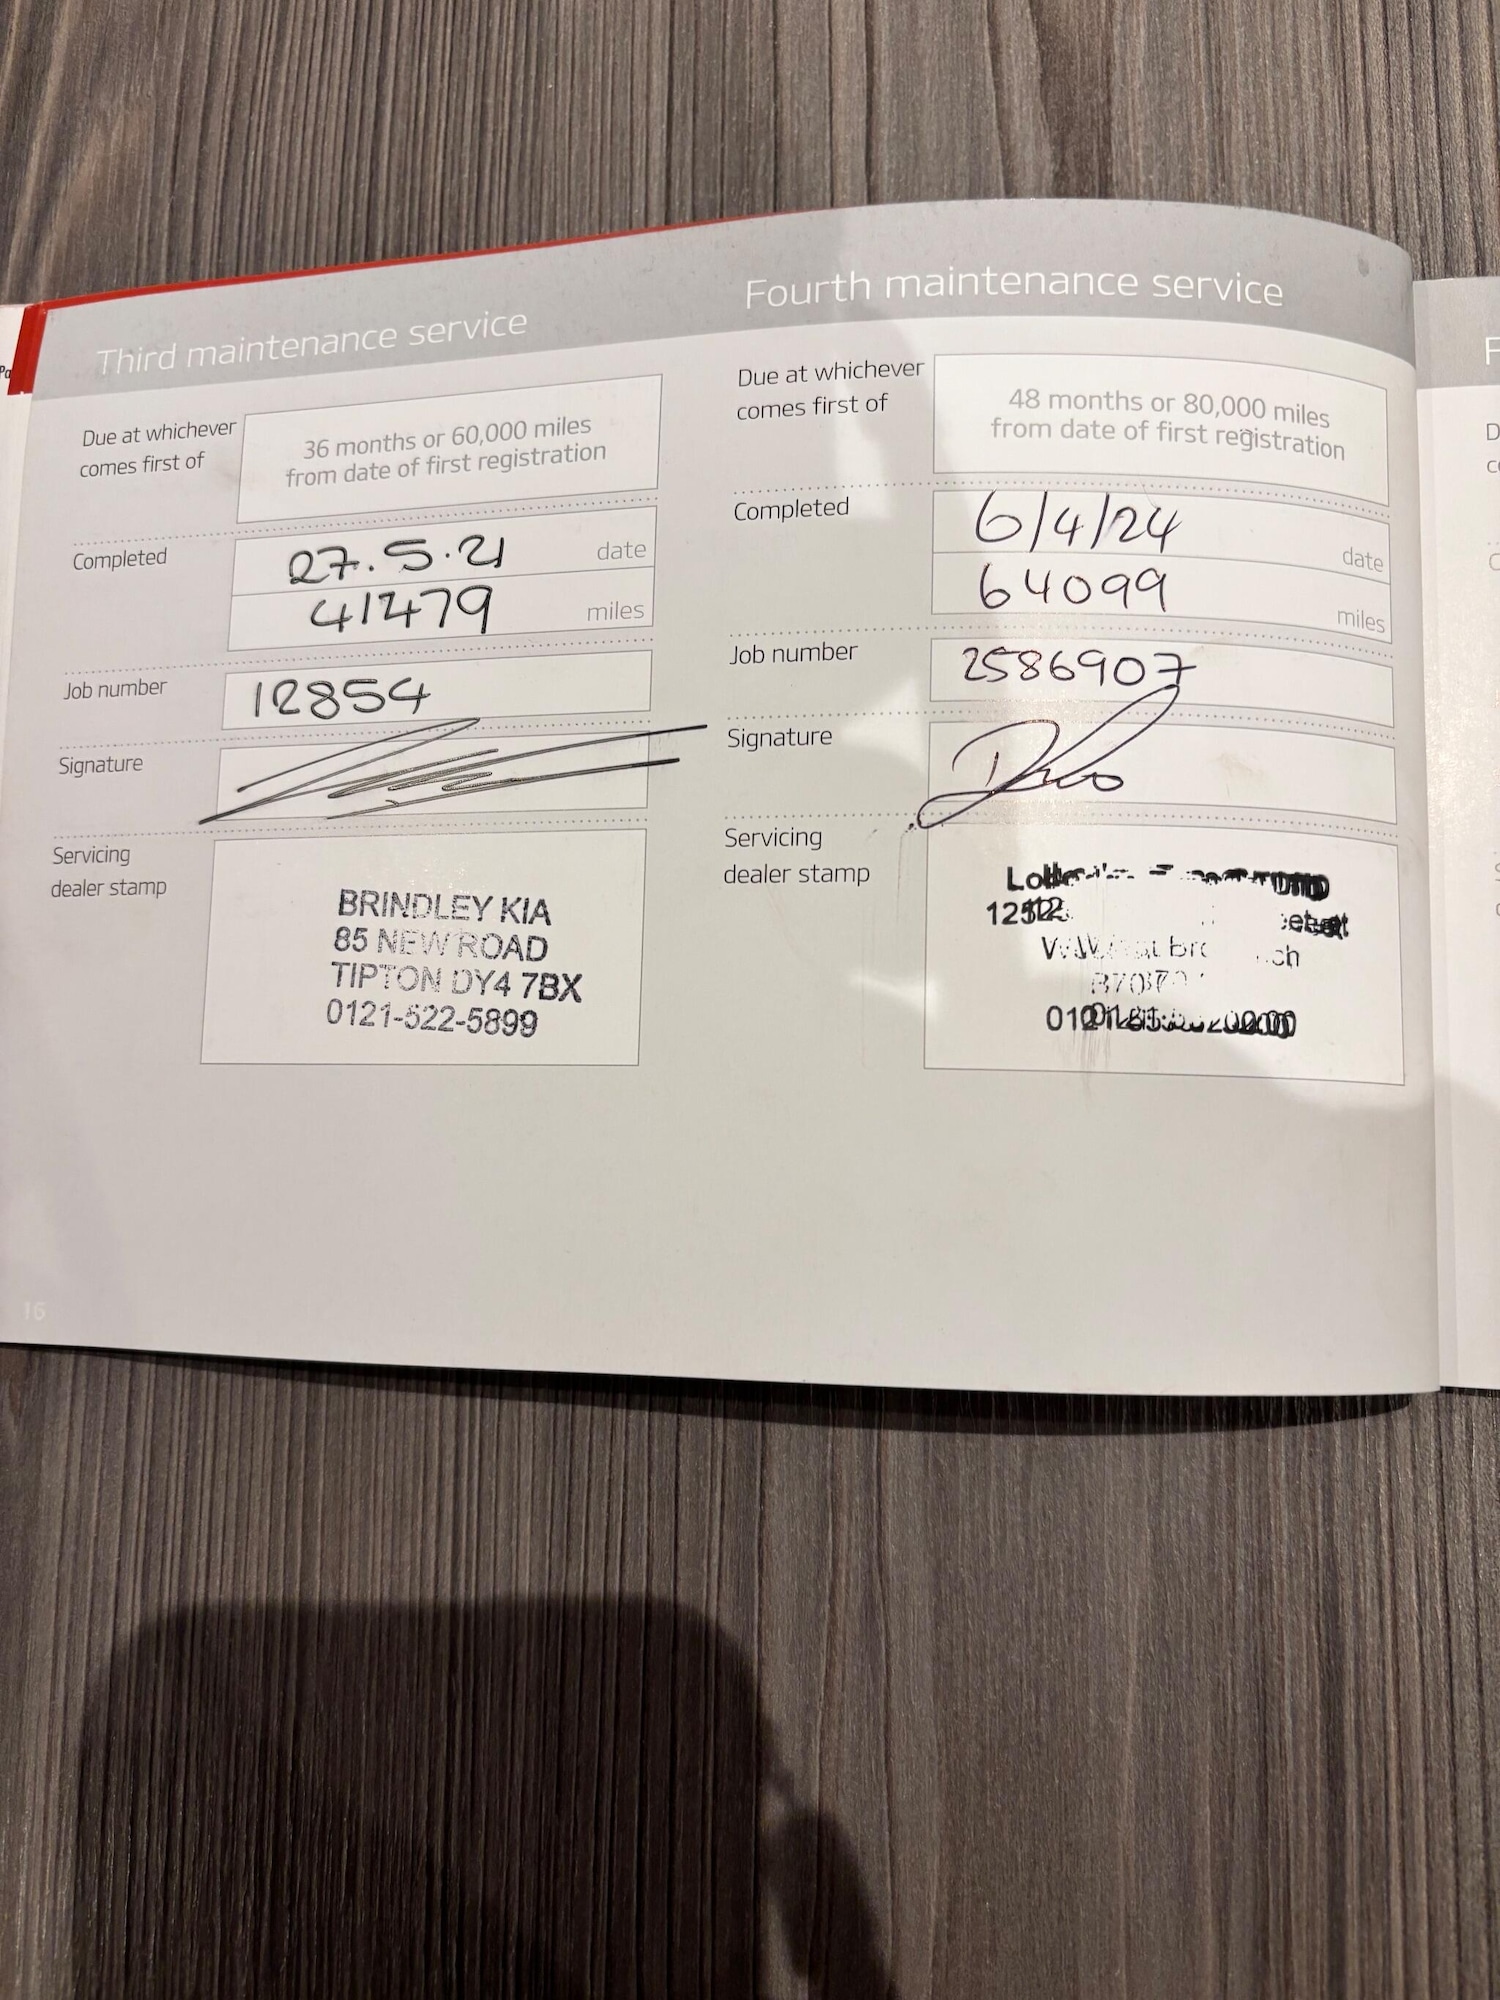 Third maintenance service
Due at whichever
comes first of
36 months or 60,000 miles
from date of first registration
Completed
27.5.21 date
41479 miles
Job number
12854
Signature
Servicing
dealer stamp
BRINDLEY KIA
85 NEW ROAD
TIPTON DY4 7BX
0121-522-5899
16
Fourth maintenance service
Due at whichever
comes first of
48 months or 80,000 miles
from date of first registration
Completed
6/4/24 date
64099 miles
Job number
2586907
Signature
Servicing
dealer stamp